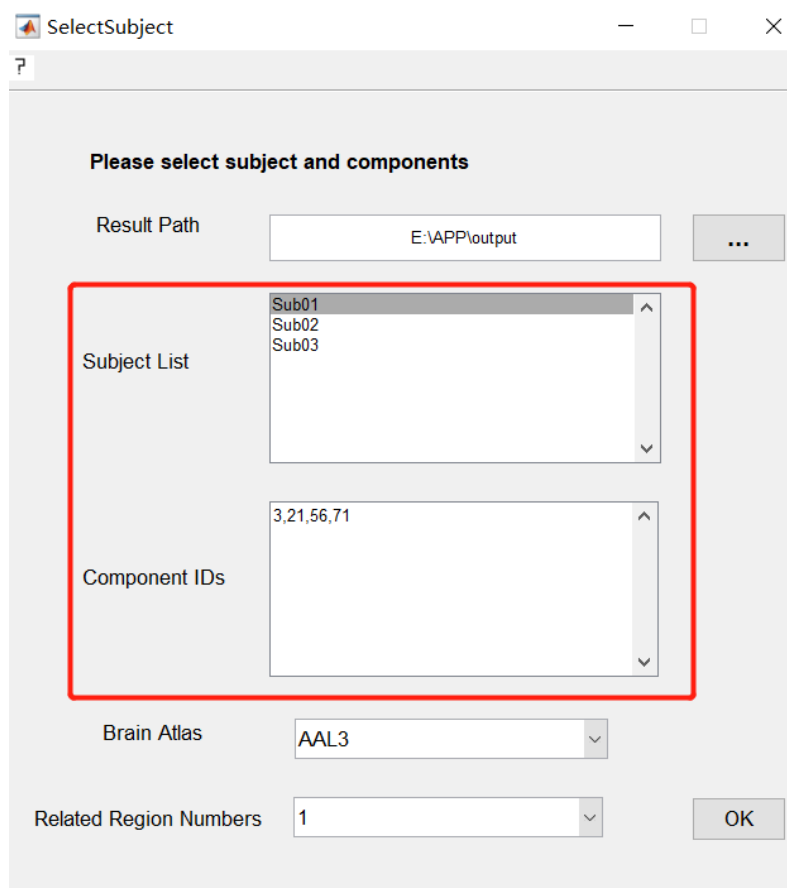 SelectSubject
?
Please select subject and components
Result Path
E:\APP\output
...
Subject List
Sub01
Sub02
Sub03
Component IDs
3,21,56,71
Brain Atlas
AAL3
Related Region Numbers
1
OK